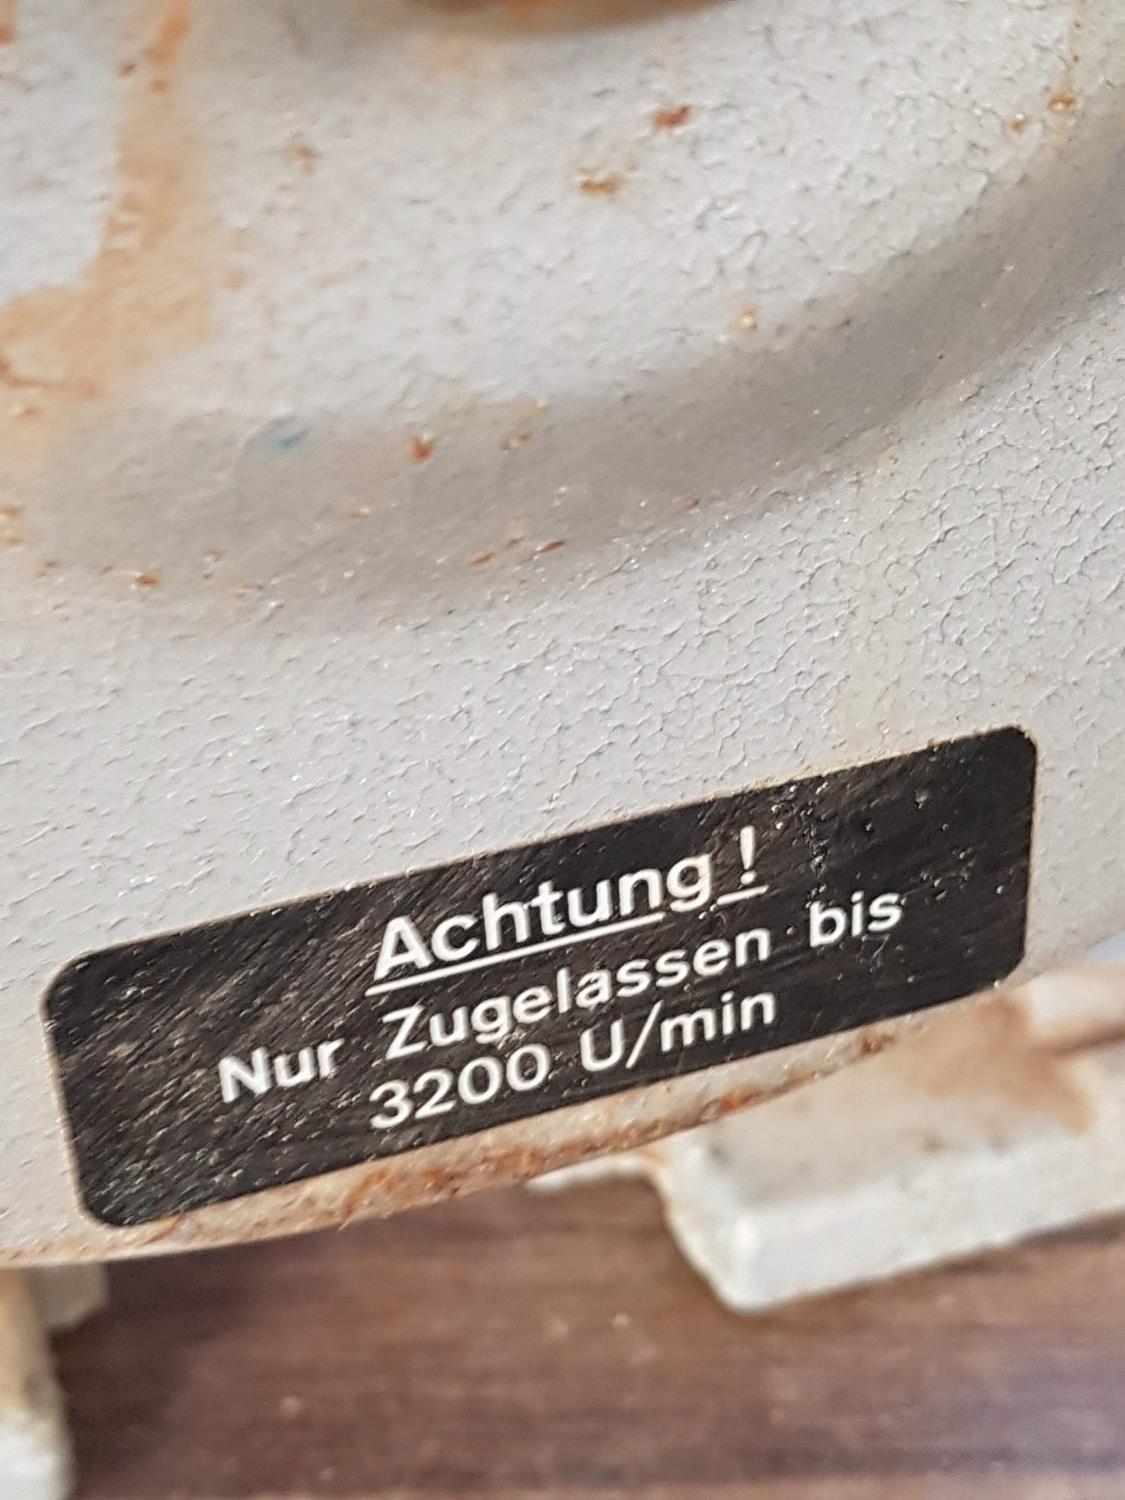 Achtung !
Nur Zugelassen bis
3200 U/min